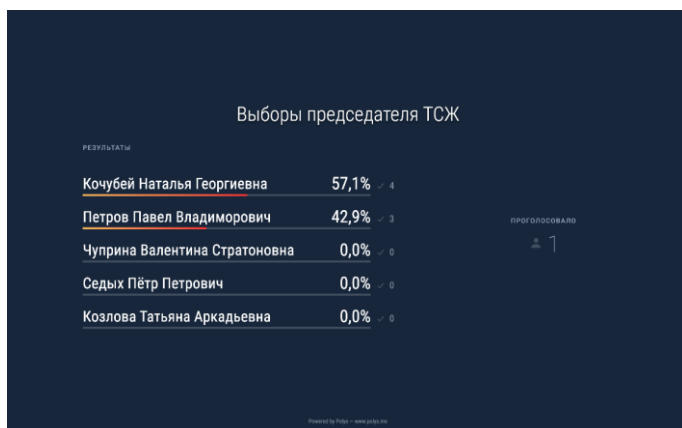 Выборы председателя ТСЖ
РЕЗУЛЬТАТЫ
Кочубей Наталья Георгиевна 57,1% ✓ 4
Петров Павел Владиморович 42,9% ✓ 3
Чуприна Валентина Стратоновна 0,0% ✓ 0
Седых Пётр Петрович 0,0% ✓ 0
Козлова Татьяна Аркадьевна 0,0% ✓ 0
ПРОГОЛОСОВАЛО
1
Powered by Polys – www.polys.me